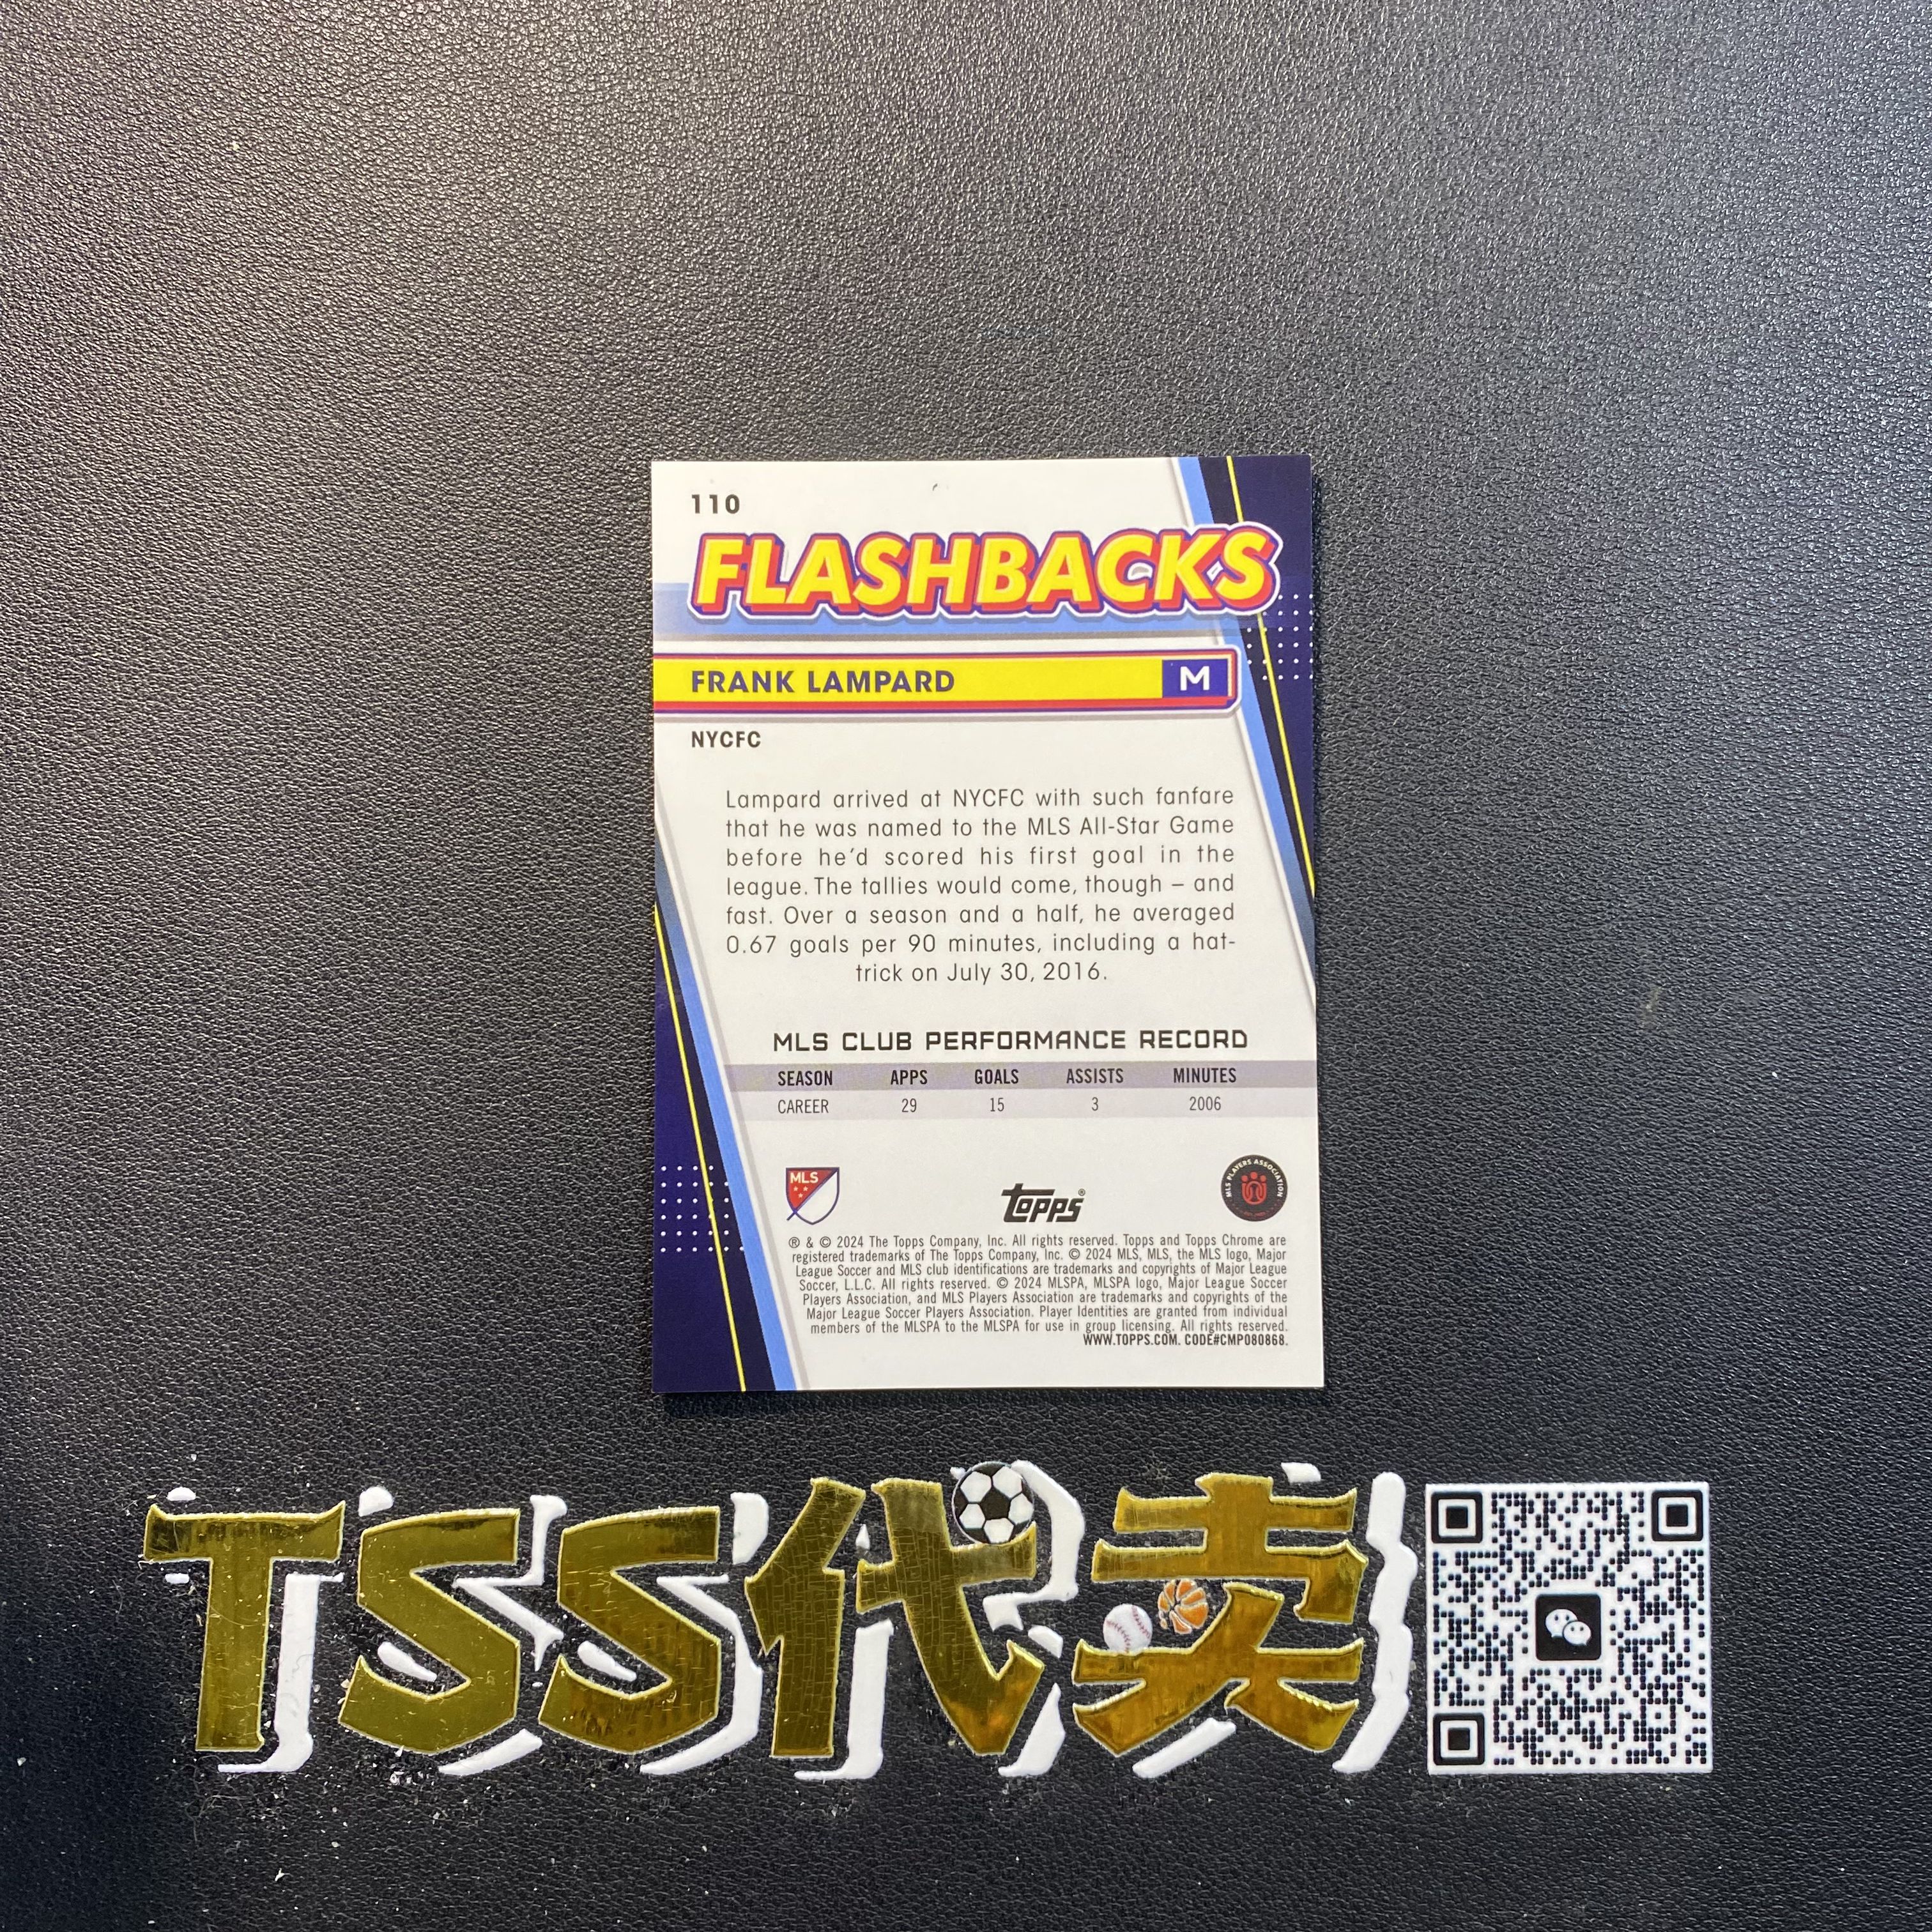 110
FLASHBACKS
FRANK LAMPARD M
NYCFC
Lampard arrived at NYCFC with such fanfare
that he was named to the MLS All-Star Game
before he'd scored his first goal in the
league. The tallies would come, though – and
fast. Over a season and a half, he averaged
0.67 goals per 90 minutes, including a hat-
trick on July 30, 2016.
MLS CLUB PERFORMANCE RECORD
SEASON APPS GOALS ASSISTS MINUTES
CAREER 29 15 3 2006
MLS
topps®
MLS PLAYERS ASSOCIATION
® & © 2024 The Topps Company, Inc. All rights reserved. Topps and Topps Chrome are
registered trademarks of The Topps Company, Inc. © 2024 MLS, MLS, the MLS logo, Major
League Soccer and MLS club identifications are trademarks and copyrights of Major League
Soccer, L.L.C. All rights reserved. © 2024 MLSPA, MLSPA logo, Major League Soccer
Players Association, and MLS Players Association are trademarks and copyrights of the
Major League Soccer Players Association. Player Identities are granted from individual
members of the MLSPA to the MLSPA for use in group licensing. All rights reserved.
WWW.TOPPS.COM. CODE#CMP080868.
TSS代卖